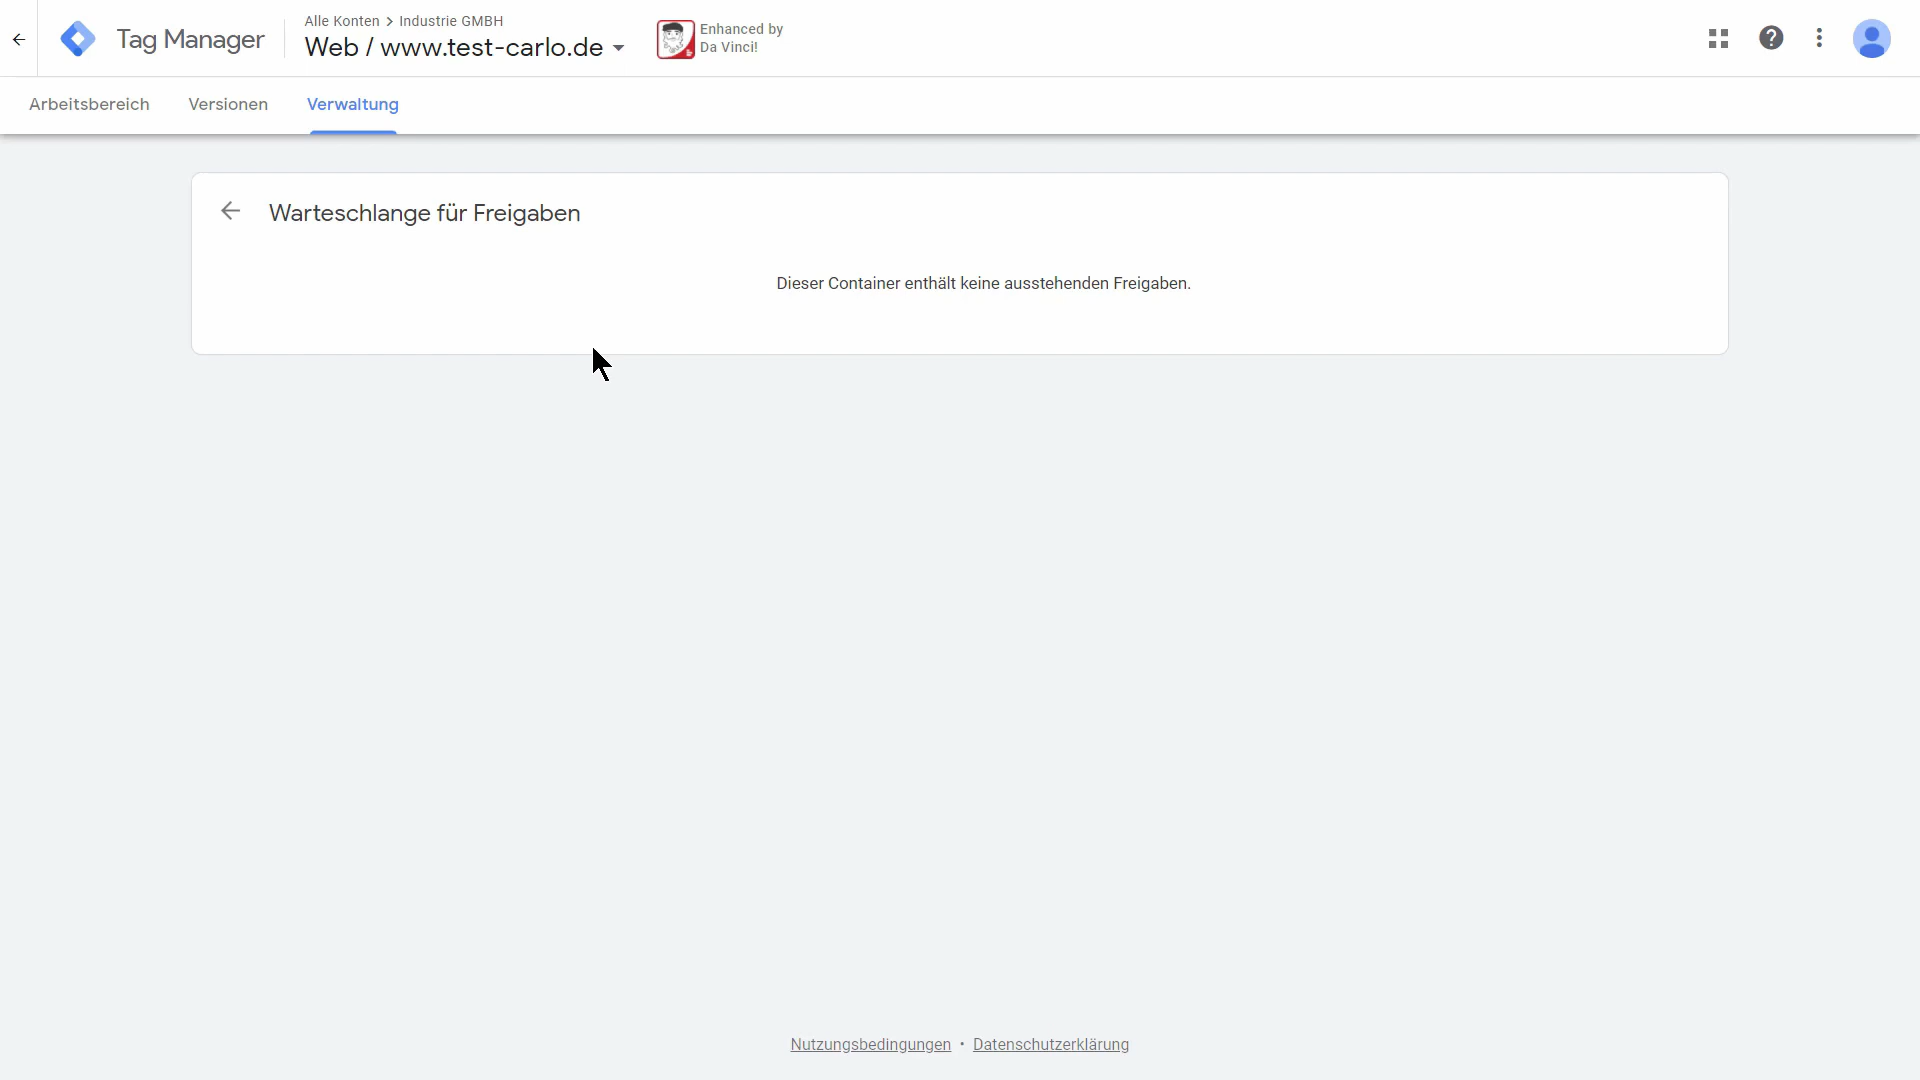 Tag Manager
Alle Konten > Industrie GMBH
Web / www.test-carlo.de
Enhanced by
Da Vinci!
Arbeitsbereich Versionen Verwaltung
Warteschlange für Freigaben
Dieser Container enthält keine ausstehenden Freigaben.
Nutzungsbedingungen • Datenschutzerklärung